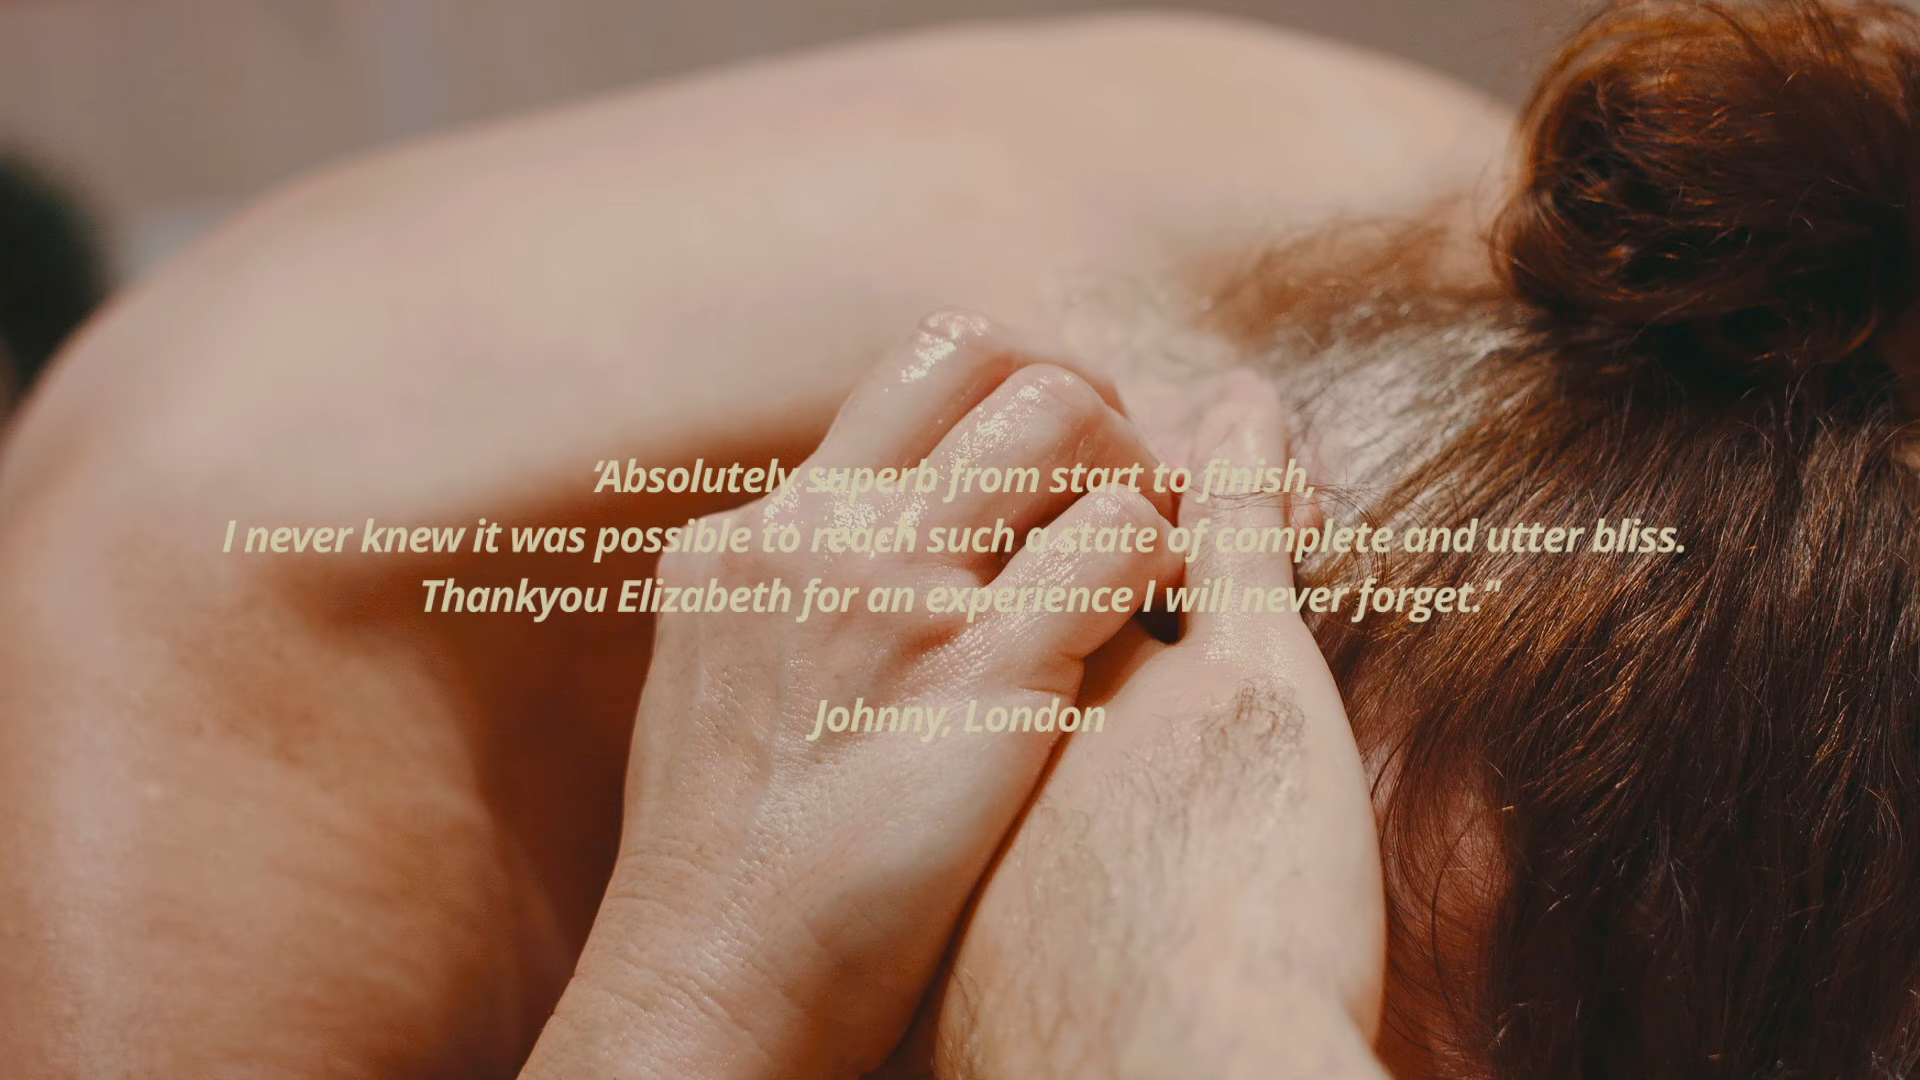 ‘Absolutely superb from start to finish,
I never knew it was possible to reach such a state of complete and utter bliss.
Thankyou Elizabeth for an experience I will never forget."
Johnny, London